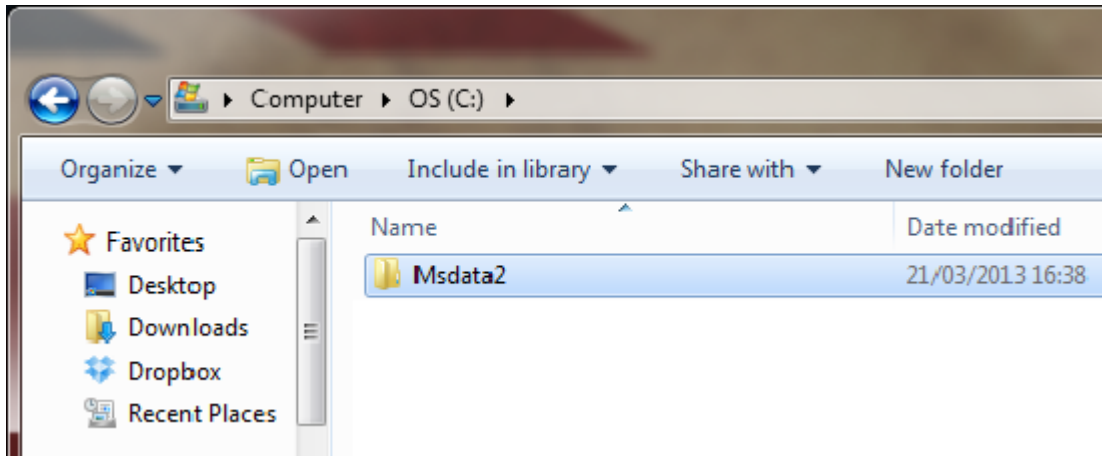 Computer OS (C:)
Organize Open Include in library Share with New folder
Name Date modified
Msdata2 21/03/2013 16:38
Favorites
Desktop
Downloads
Dropbox
Recent Places